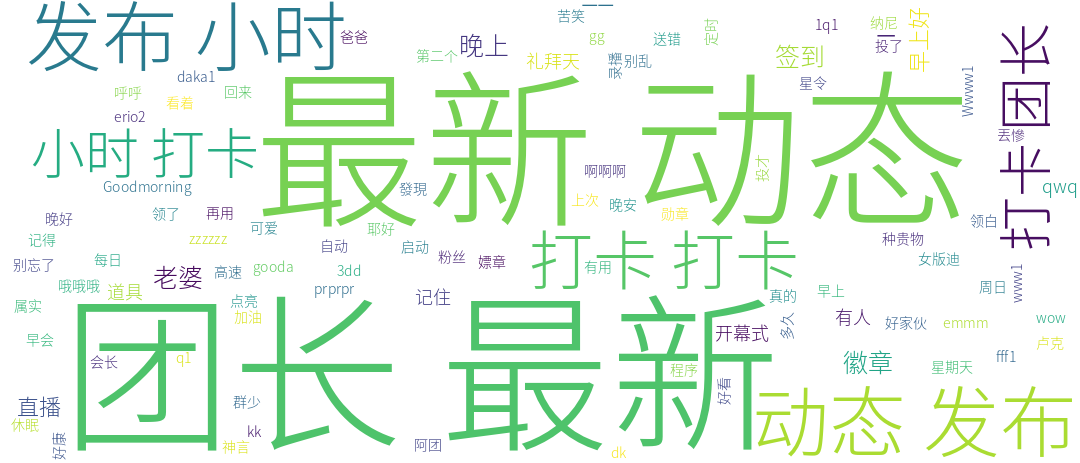 发布 小时
爸爸
苦笑
一一
晚上
第二个
gg
送错
定时
礼拜天
别乱
签到
1q1
纳尼
投了
早上好
星令
Wwww1
打卡 团长
丢惨
daka1
呼呼
看着
回来
erio2
小时 打卡
最新 动态
啊啊啊
投才
qwq
Goodmorning
领了
再用
可爱
發現
耶好
上次
晚安
勋章
领白
晚好
记得
zzzzzz
自动
启动
打卡 打卡
种贵物
别忘了
每日
老婆
高速
gooda
3dd
粉丝
嫖章
有用
女版迪
哦哦哦
道具
点亮
prprpr
记住
真的
早上
周日
www1
属实
加油
团长 最新
开幕式
多久
有人
好家伙
emmm
wow
早会
会长
q1
程序
徽章
星期天
fff1
卢克
直播
群少
好看
休眠
kk
神言
好康
阿团
dk
动态 发布